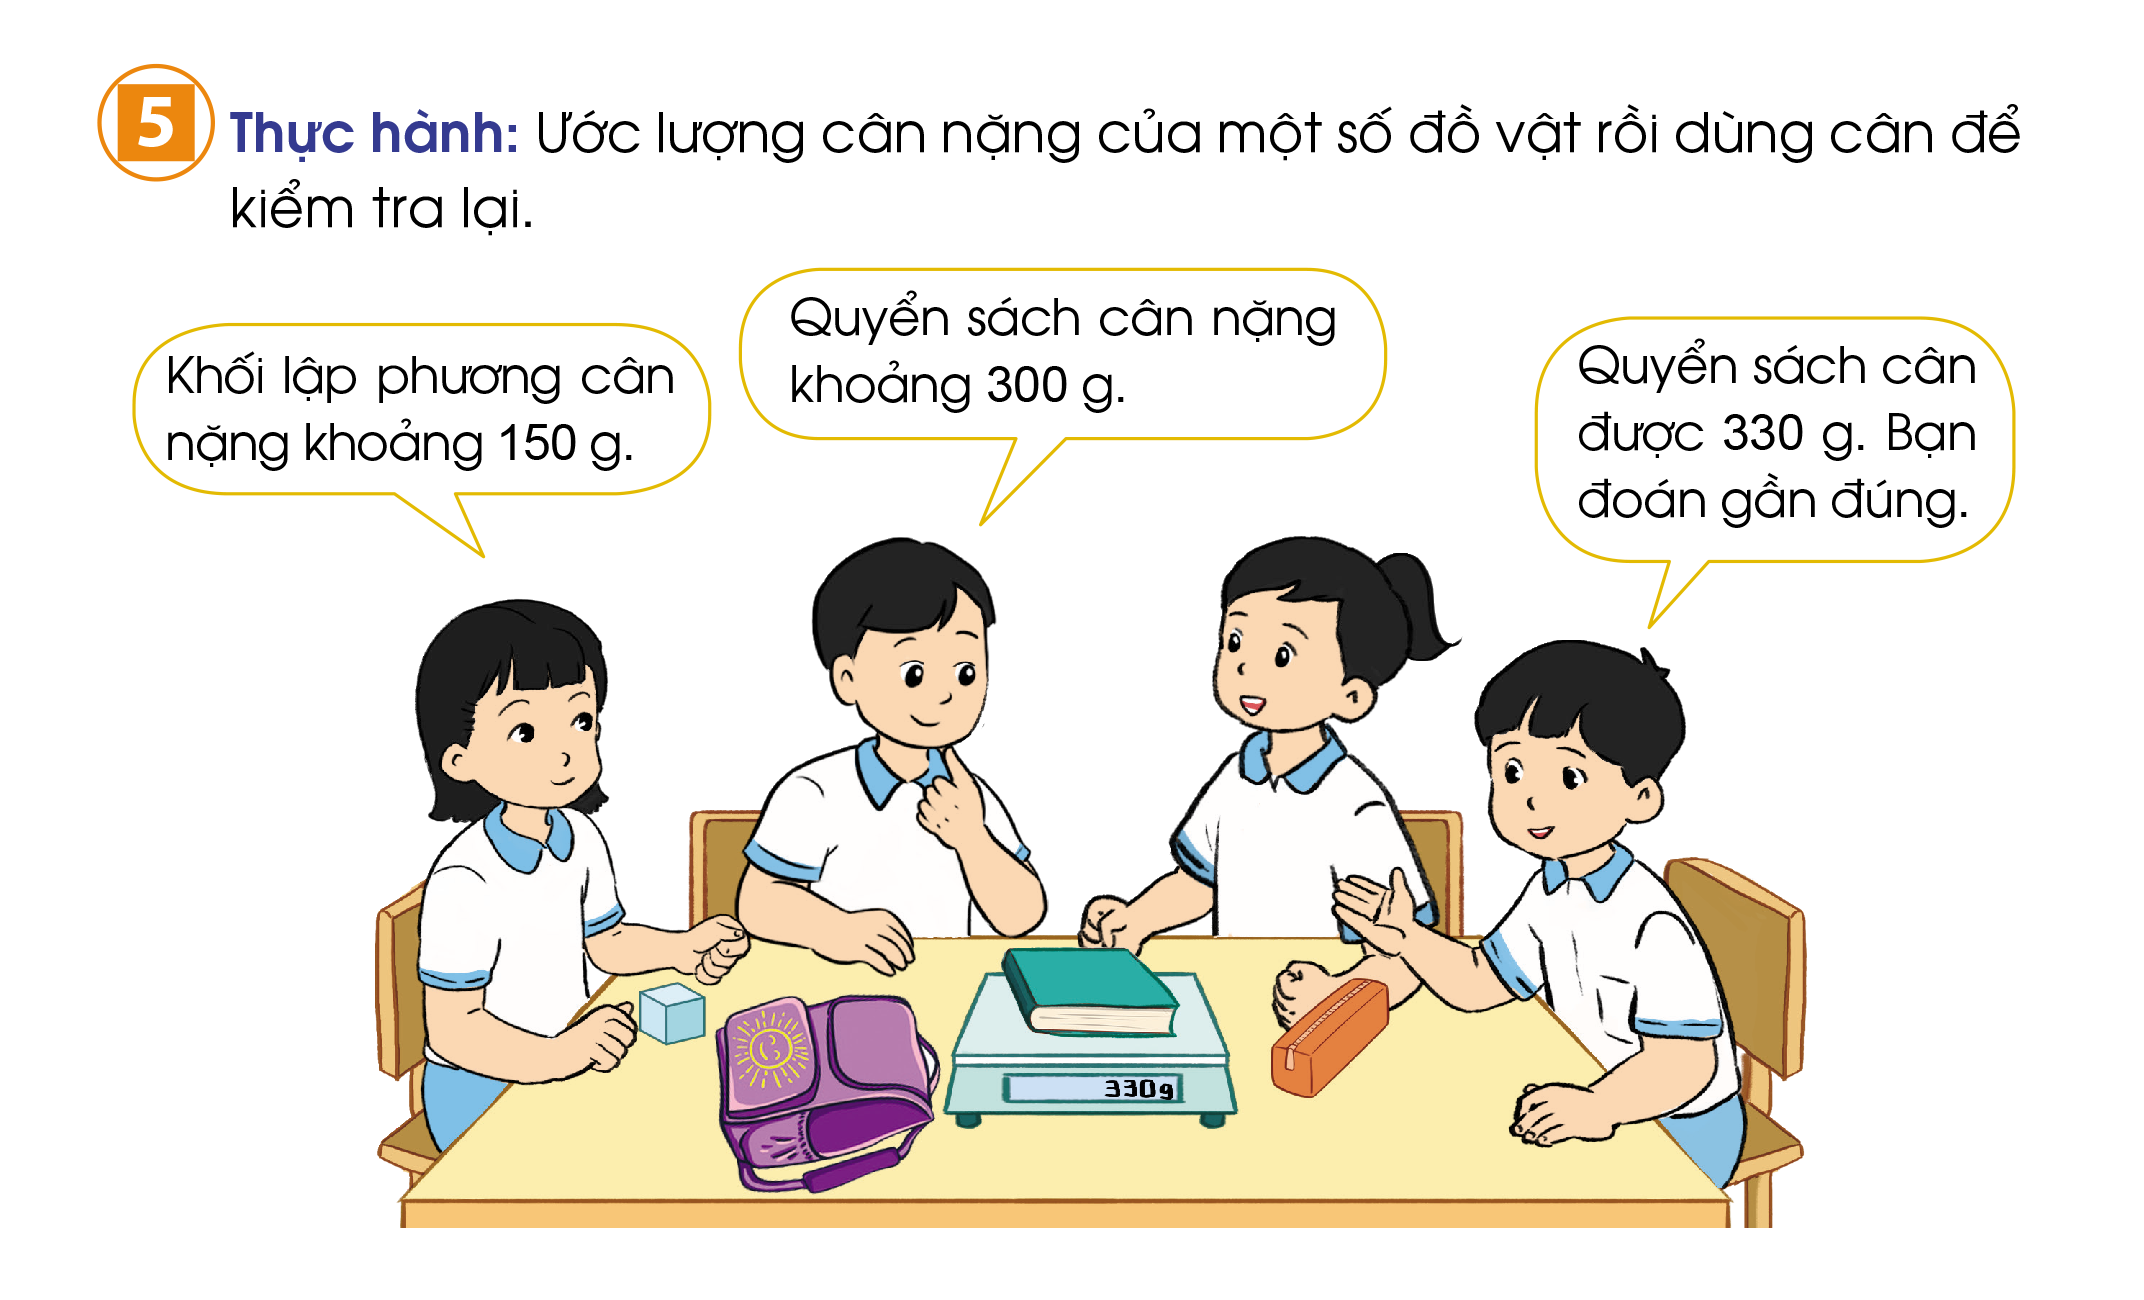 5 Thực hành: Ước lượng cân nặng của một số đồ vật rồi dùng cân để
kiểm tra lại.
Khối lập phương cân
nặng khoảng 150 g.
Quyển sách cân nặng
khoảng 300 g.
Quyển sách cân
được 330 g. Bạn
đoán gần đúng.
330g